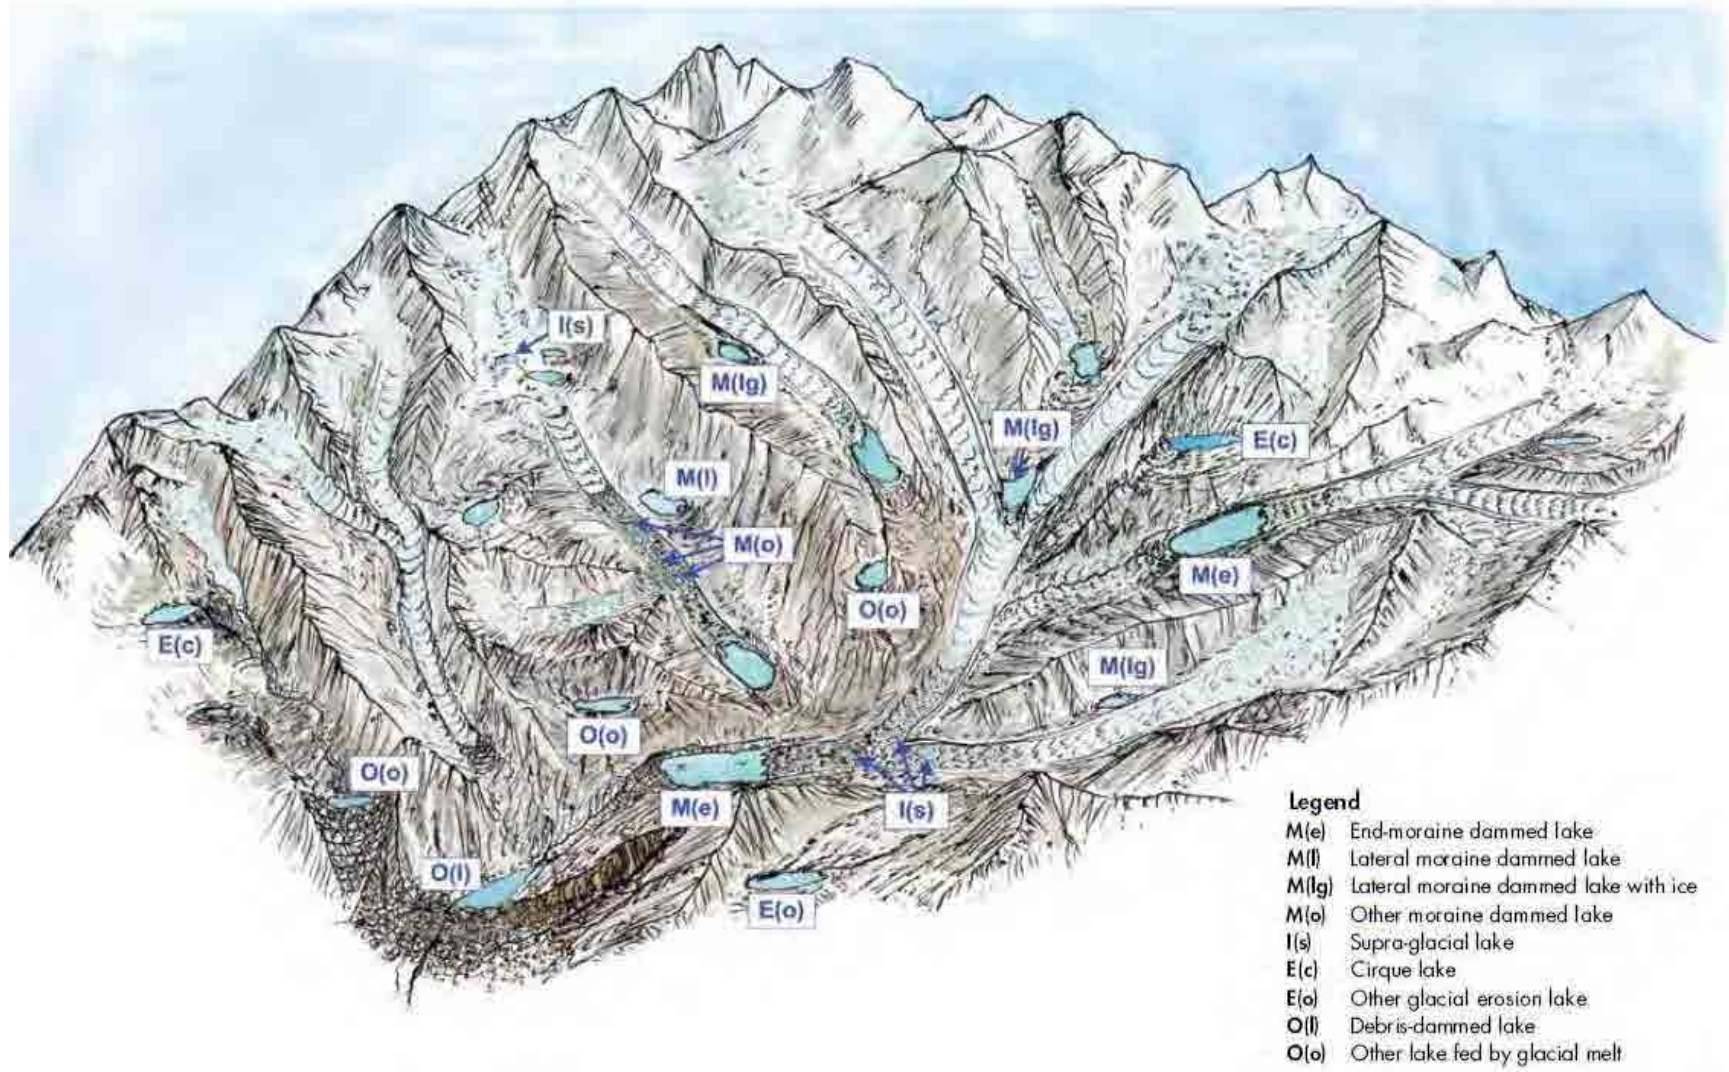 I(s)
M(lg)
M(lg)
E(c)
M(l)
M(o)
M(e)
O(o)
E(c)
M(lg)
O(o)
O(o)
M(e)
I(s)
O(l)
E(o)
Legend
M(e) End-moraine dammed lake
M(l) Lateral moraine dammed lake
M(lg) Lateral moraine dammed lake with ice
M(o) Other moraine dammed lake
I(s) Supra-glacial lake
E(c) Cirque lake
E(o) Other glacial erosion lake
O(l) Debris-dammed lake
O(o) Other lake fed by glacial melt